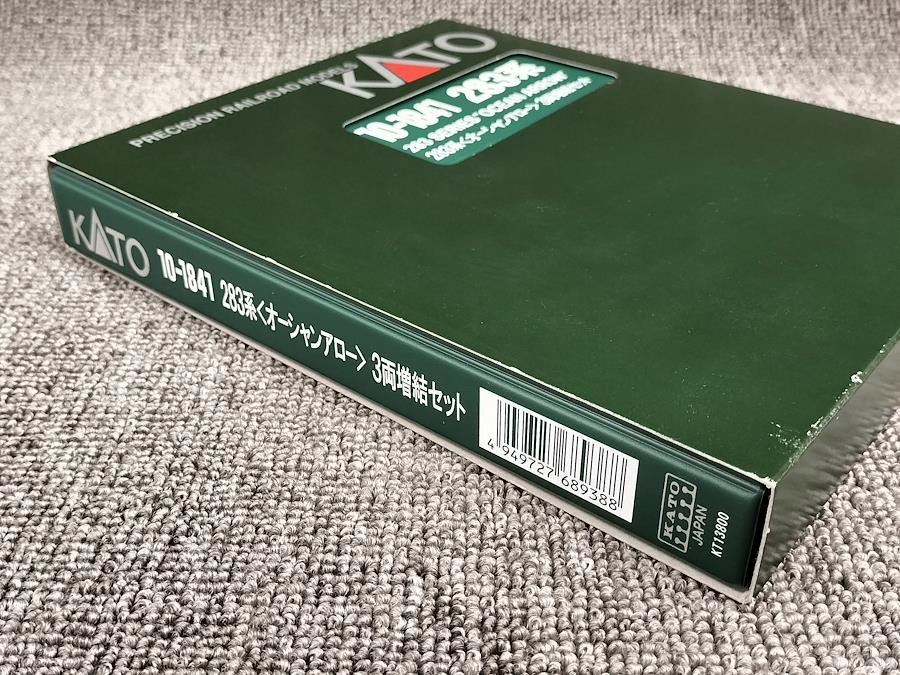 PRECISION RAILROAD MODELS
KATO
10-1841 283系
283 SERIES "OCEAN ARROW"
283系〈オーシャンアロー〉3両増結セット
KATO 10-1841 283系〈オーシャンアロー〉3両増結セット
4 949727 689388
KATO
JAPAN
KT13800